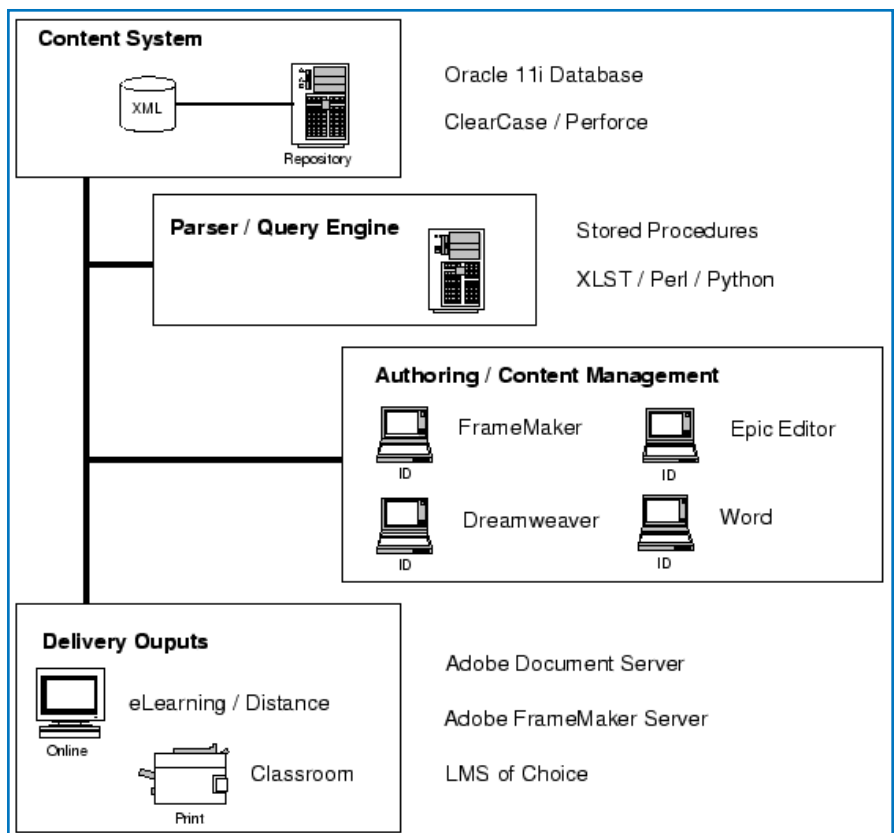 Content System
XML
Repository
Oracle 11i Database
ClearCase / Perforce
Parser / Query Engine
Stored Procedures
XLST / Perl / Python
Authoring / Content Management
FrameMaker
ID
Epic Editor
ID
Dreamweaver
ID
Word
ID
Delivery Ouputs
eLearning / Distance
Online
Classroom
Print
Adobe Document Server
Adobe FrameMaker Server
LMS of Choice